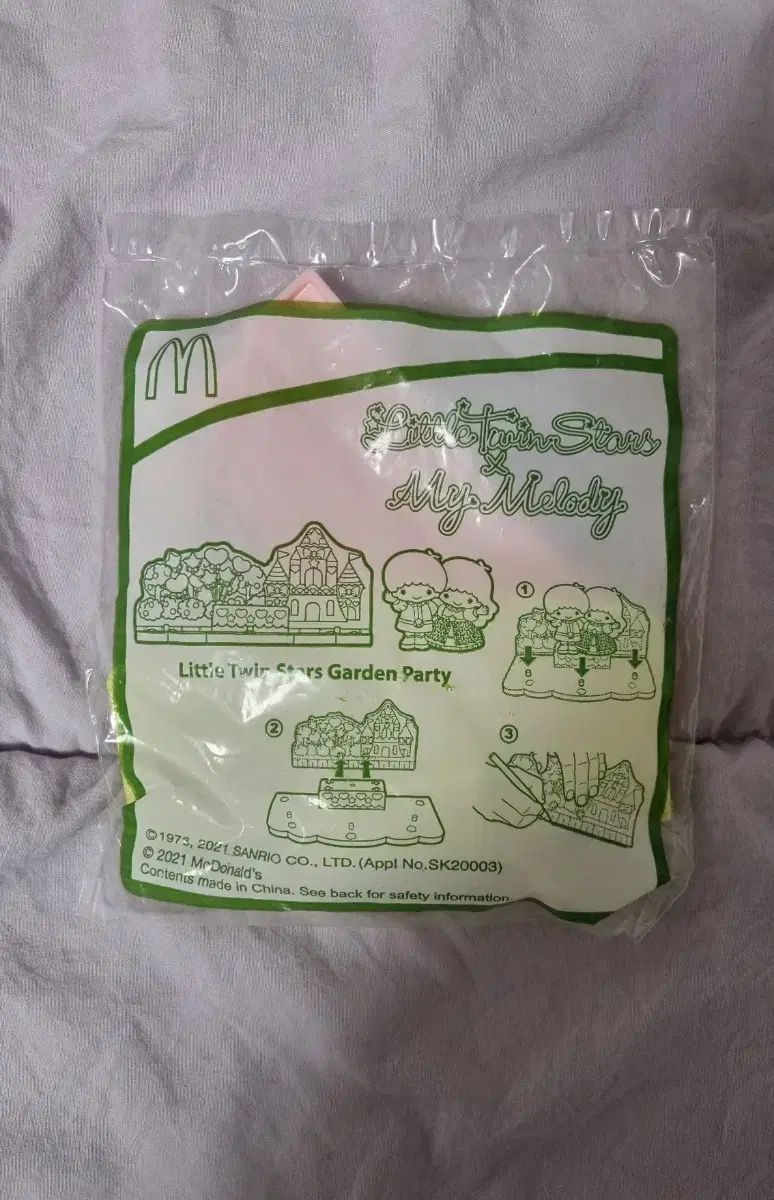 Little Twin Stars
x
My Melody
Little Twin Stars Garden Party
1
2
3
©1976, 2021 SANRIO CO., LTD. (Appl No.SK20003)
© 2021 McDonald's
Contents made in China. See back for safety information.